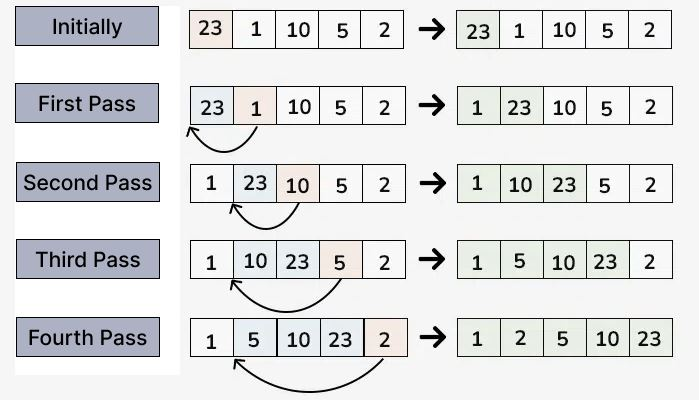 Initially 23 1 10 5 2 → 23 1 10 5 2
First Pass 23 1 10 5 2 → 1 23 10 5 2
Second Pass 1 23 10 5 2 → 1 10 23 5 2
Third Pass 1 10 23 5 2 → 1 5 10 23 2
Fourth Pass 1 5 10 23 2 → 1 2 5 10 23